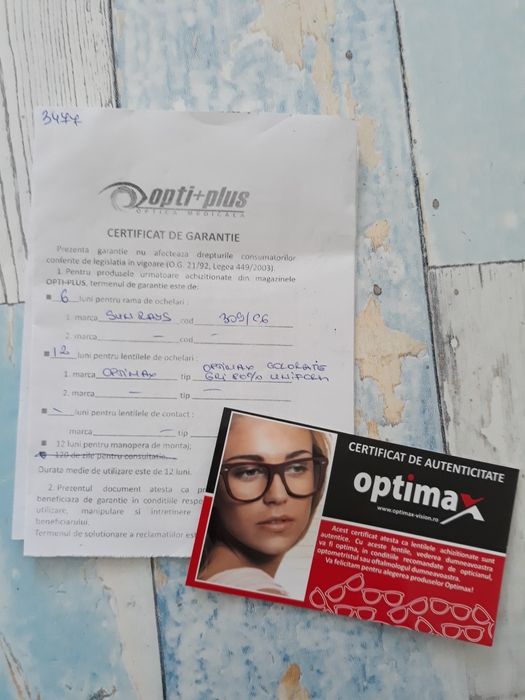 3477
opti+plus
OPTICA MEDICALA
CERTIFICAT DE GARANTIE
Prezenta garantie nu afecteaza drepturile consumatorilor
conferite de legislatia in vigoare (O.G. 21/92, Legea 449/2003).
1. Pentru produsele urmatoare achizitionate din magazinele
OPTI-PLUS, termenul de garantie este de:
6 luni pentru rama de ochelari :
1. marca SUN RAYS cod 309/C6
2. marca — cod —
12 luni pentru lentilele de ochelari :
OPTIMAX COLORATIE
1. marca OPTIMAX tip GRI 80% UNIFORM
2. marca — tip —
luni pentru lentilele de contact :
marca — tip
12 luni pentru manopera de montaj;
120 de zile pentru consultatie.
Durata medie de utilizare este de 12 luni.
2. Prezentul document atesta ca
beneficiaza de garantie in conditiile
utilizare, manipulare si intretinere
beneficiarului.
Termenul de solutionare a reclamatiilor
CERTIFICAT DE AUTENTICITATE
optimax
www.optimax-vision.ro
Acest certificat atesta ca lentilele achizitionate sunt
autentice. Cu aceste lentile, vederea dumneavoastra
va fi optima, in conditiile recomandate de opticianul,
optometristul sau oftalmologul dumneavoastra.
Va felicitam pentru alegerea produselor Optimax!